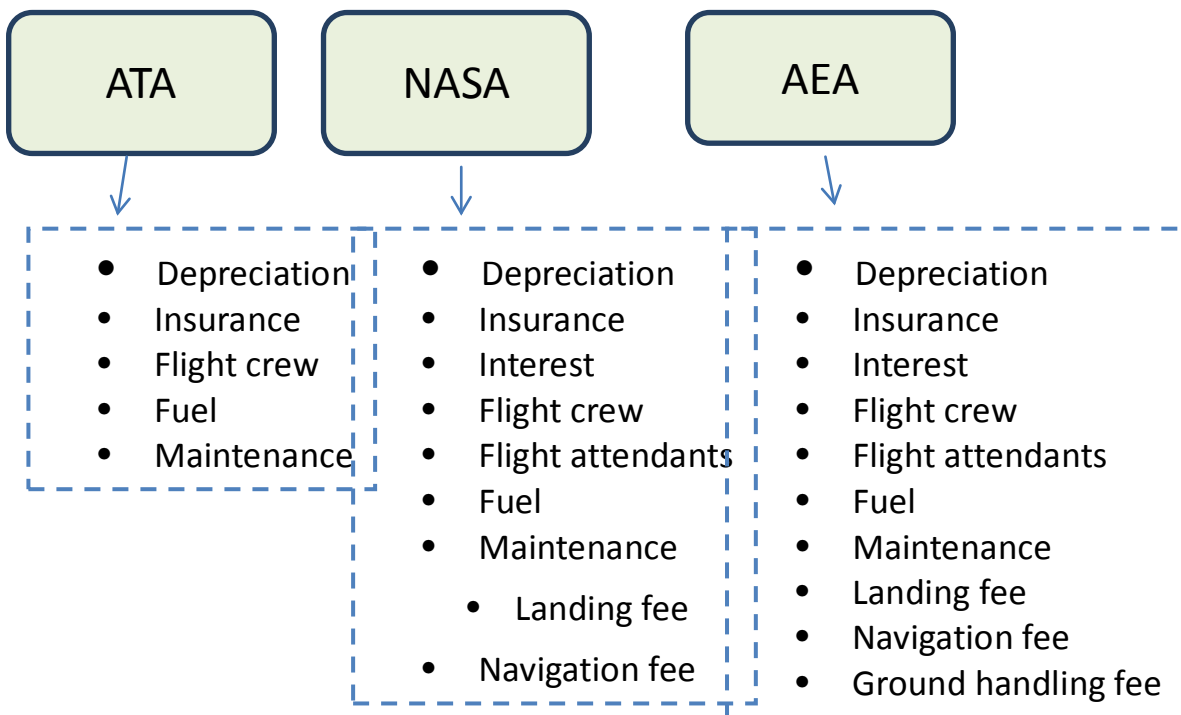 ATA
NASA
AEA
• Depreciation
• Insurance
• Flight crew
• Fuel
• Maintenance
• Depreciation
• Insurance
• Interest
• Flight crew
• Flight attendants
• Fuel
• Maintenance
• Landing fee
• Navigation fee
• Depreciation
• Insurance
• Interest
• Flight crew
• Flight attendants
• Fuel
• Maintenance
• Landing fee
• Navigation fee
• Ground handling fee